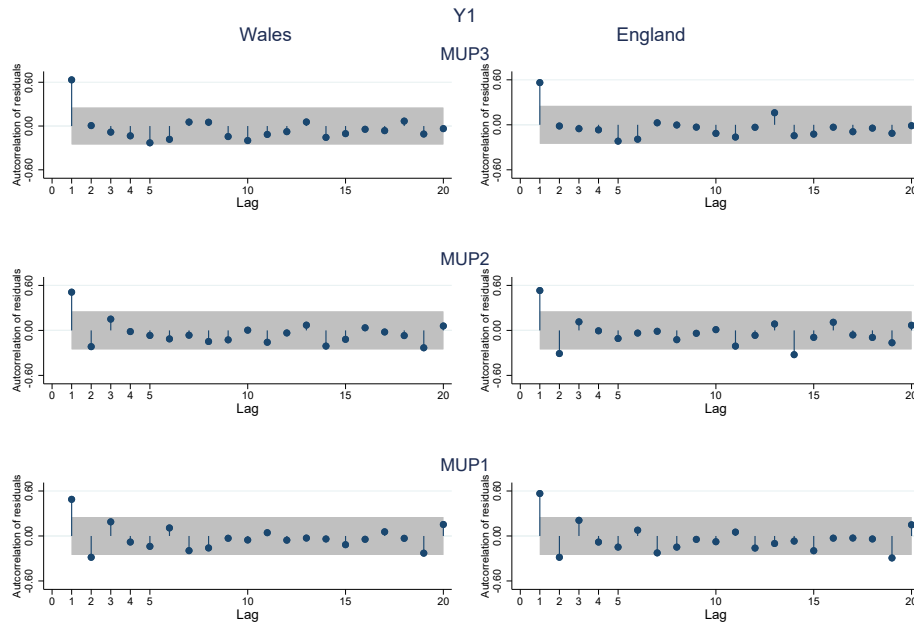 Y1
Wales England
MUP3
Autocorrelation of residuals
0.60
0.00
-0.60
0 1 2 3 4 5 10 15 20
Lag
Autocorrelation of residuals
0.60
0.00
-0.60
0 1 2 3 4 5 10 15 20
Lag
MUP2
Autocorrelation of residuals
0.60
0.00
-0.60
0 1 2 3 4 5 10 15 20
Lag
Autocorrelation of residuals
0.60
0.00
-0.60
0 1 2 3 4 5 10 15 20
Lag
MUP1
Autocorrelation of residuals
0.60
0.00
-0.60
0 1 2 3 4 5 10 15 20
Lag
Autocorrelation of residuals
0.60
0.00
-0.60
0 1 2 3 4 5 10 15 20
Lag